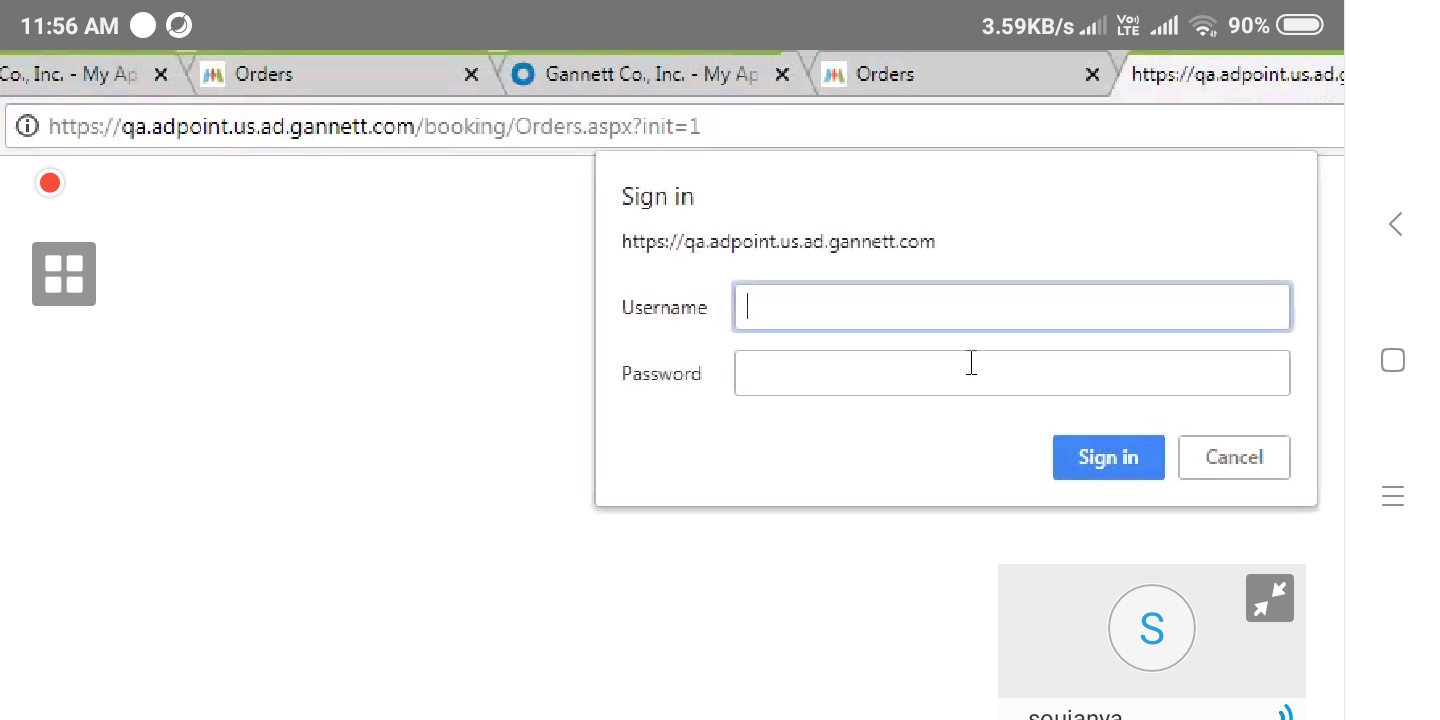 11:56 AM 3.59KB/s Vo)) LTE 90%
Co., Inc. - My Ap Orders Gannett Co., Inc. - My Ap Orders https://qa.adpoint.us.ad.g
https://qa.adpoint.us.ad.gannett.com/booking/Orders.aspx?init=1
Sign in
https://qa.adpoint.us.ad.gannett.com
Username
Password
Sign in Cancel
S